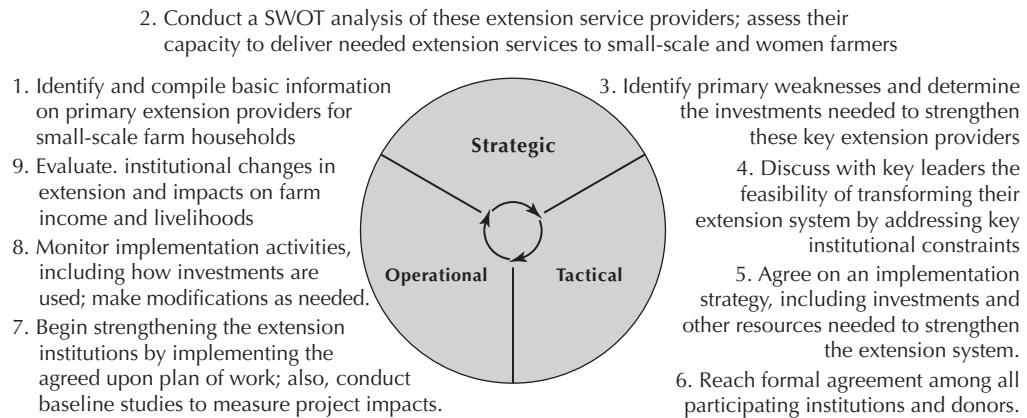 2. Conduct a SWOT analysis of these extension service providers; assess their
capacity to deliver needed extension services to small-scale and women farmers
1. Identify and compile basic information
on primary extension providers for
small-scale farm households
9. Evaluate. institutional changes in
extension and impacts on farm
income and livelihoods
8. Monitor implementation activities,
including how investments are
used; make modifications as needed.
7. Begin strengthening the extension
institutions by implementing the
agreed upon plan of work; also, conduct
baseline studies to measure project impacts.
Strategic
Operational
Tactical
3. Identify primary weaknesses and determine
the investments needed to strengthen
these key extension providers
4. Discuss with key leaders the
feasibility of transforming their
extension system by addressing key
institutional constraints
5. Agree on an implementation
strategy, including investments and
other resources needed to strengthen
the extension system.
6. Reach formal agreement among all
participating institutions and donors.